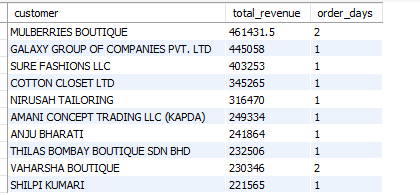 customer total_revenue order_days
MULBERRIES BOUTIQUE 461431.5 2
GALAXY GROUP OF COMPANIES PVT. LTD 445058 1
SURE FASHIONS LLC 403253 1
COTTON CLOSET LTD 345265 1
NIRUSAH TAILORING 316470 1
AMANI CONCEPT TRADING LLC (KAPDA) 249334 1
ANJU BHARATI 241864 1
THILAS BOMBAY BOUTIQUE SDN BHD 232506 1
VAHARSHA BOUTIQUE 230346 2
SHILPI KUMARI 221565 1